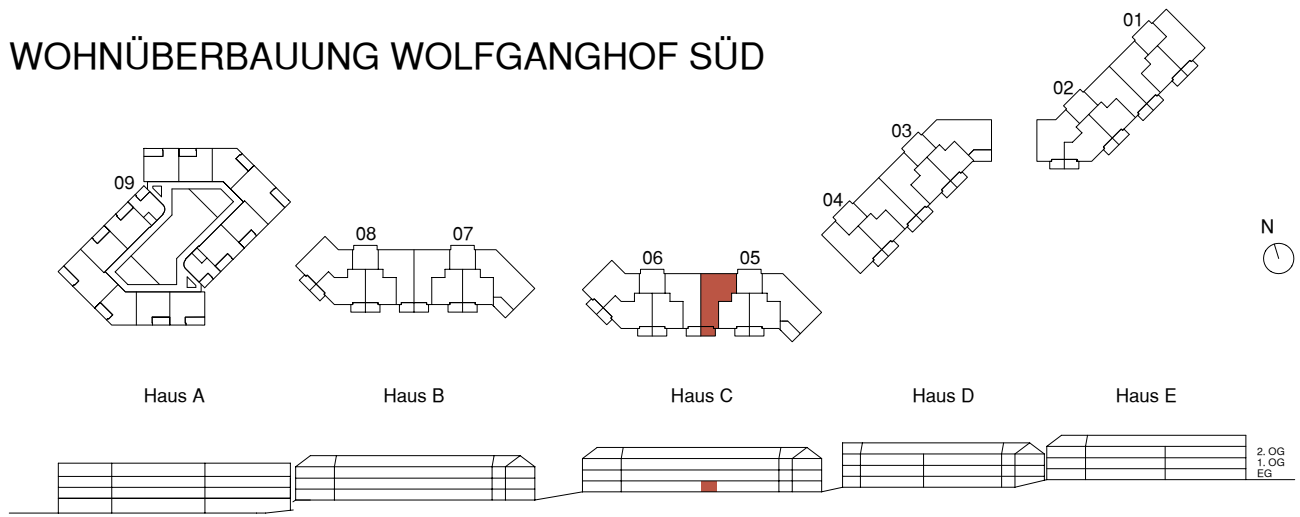 WOHNÜBERBAUUNG WOLFGANGHOF SÜD
01
02
03
04
09
08
07
06
05
N
Haus A
Haus B
Haus C
Haus D
Haus E
2. OG
1. OG
EG